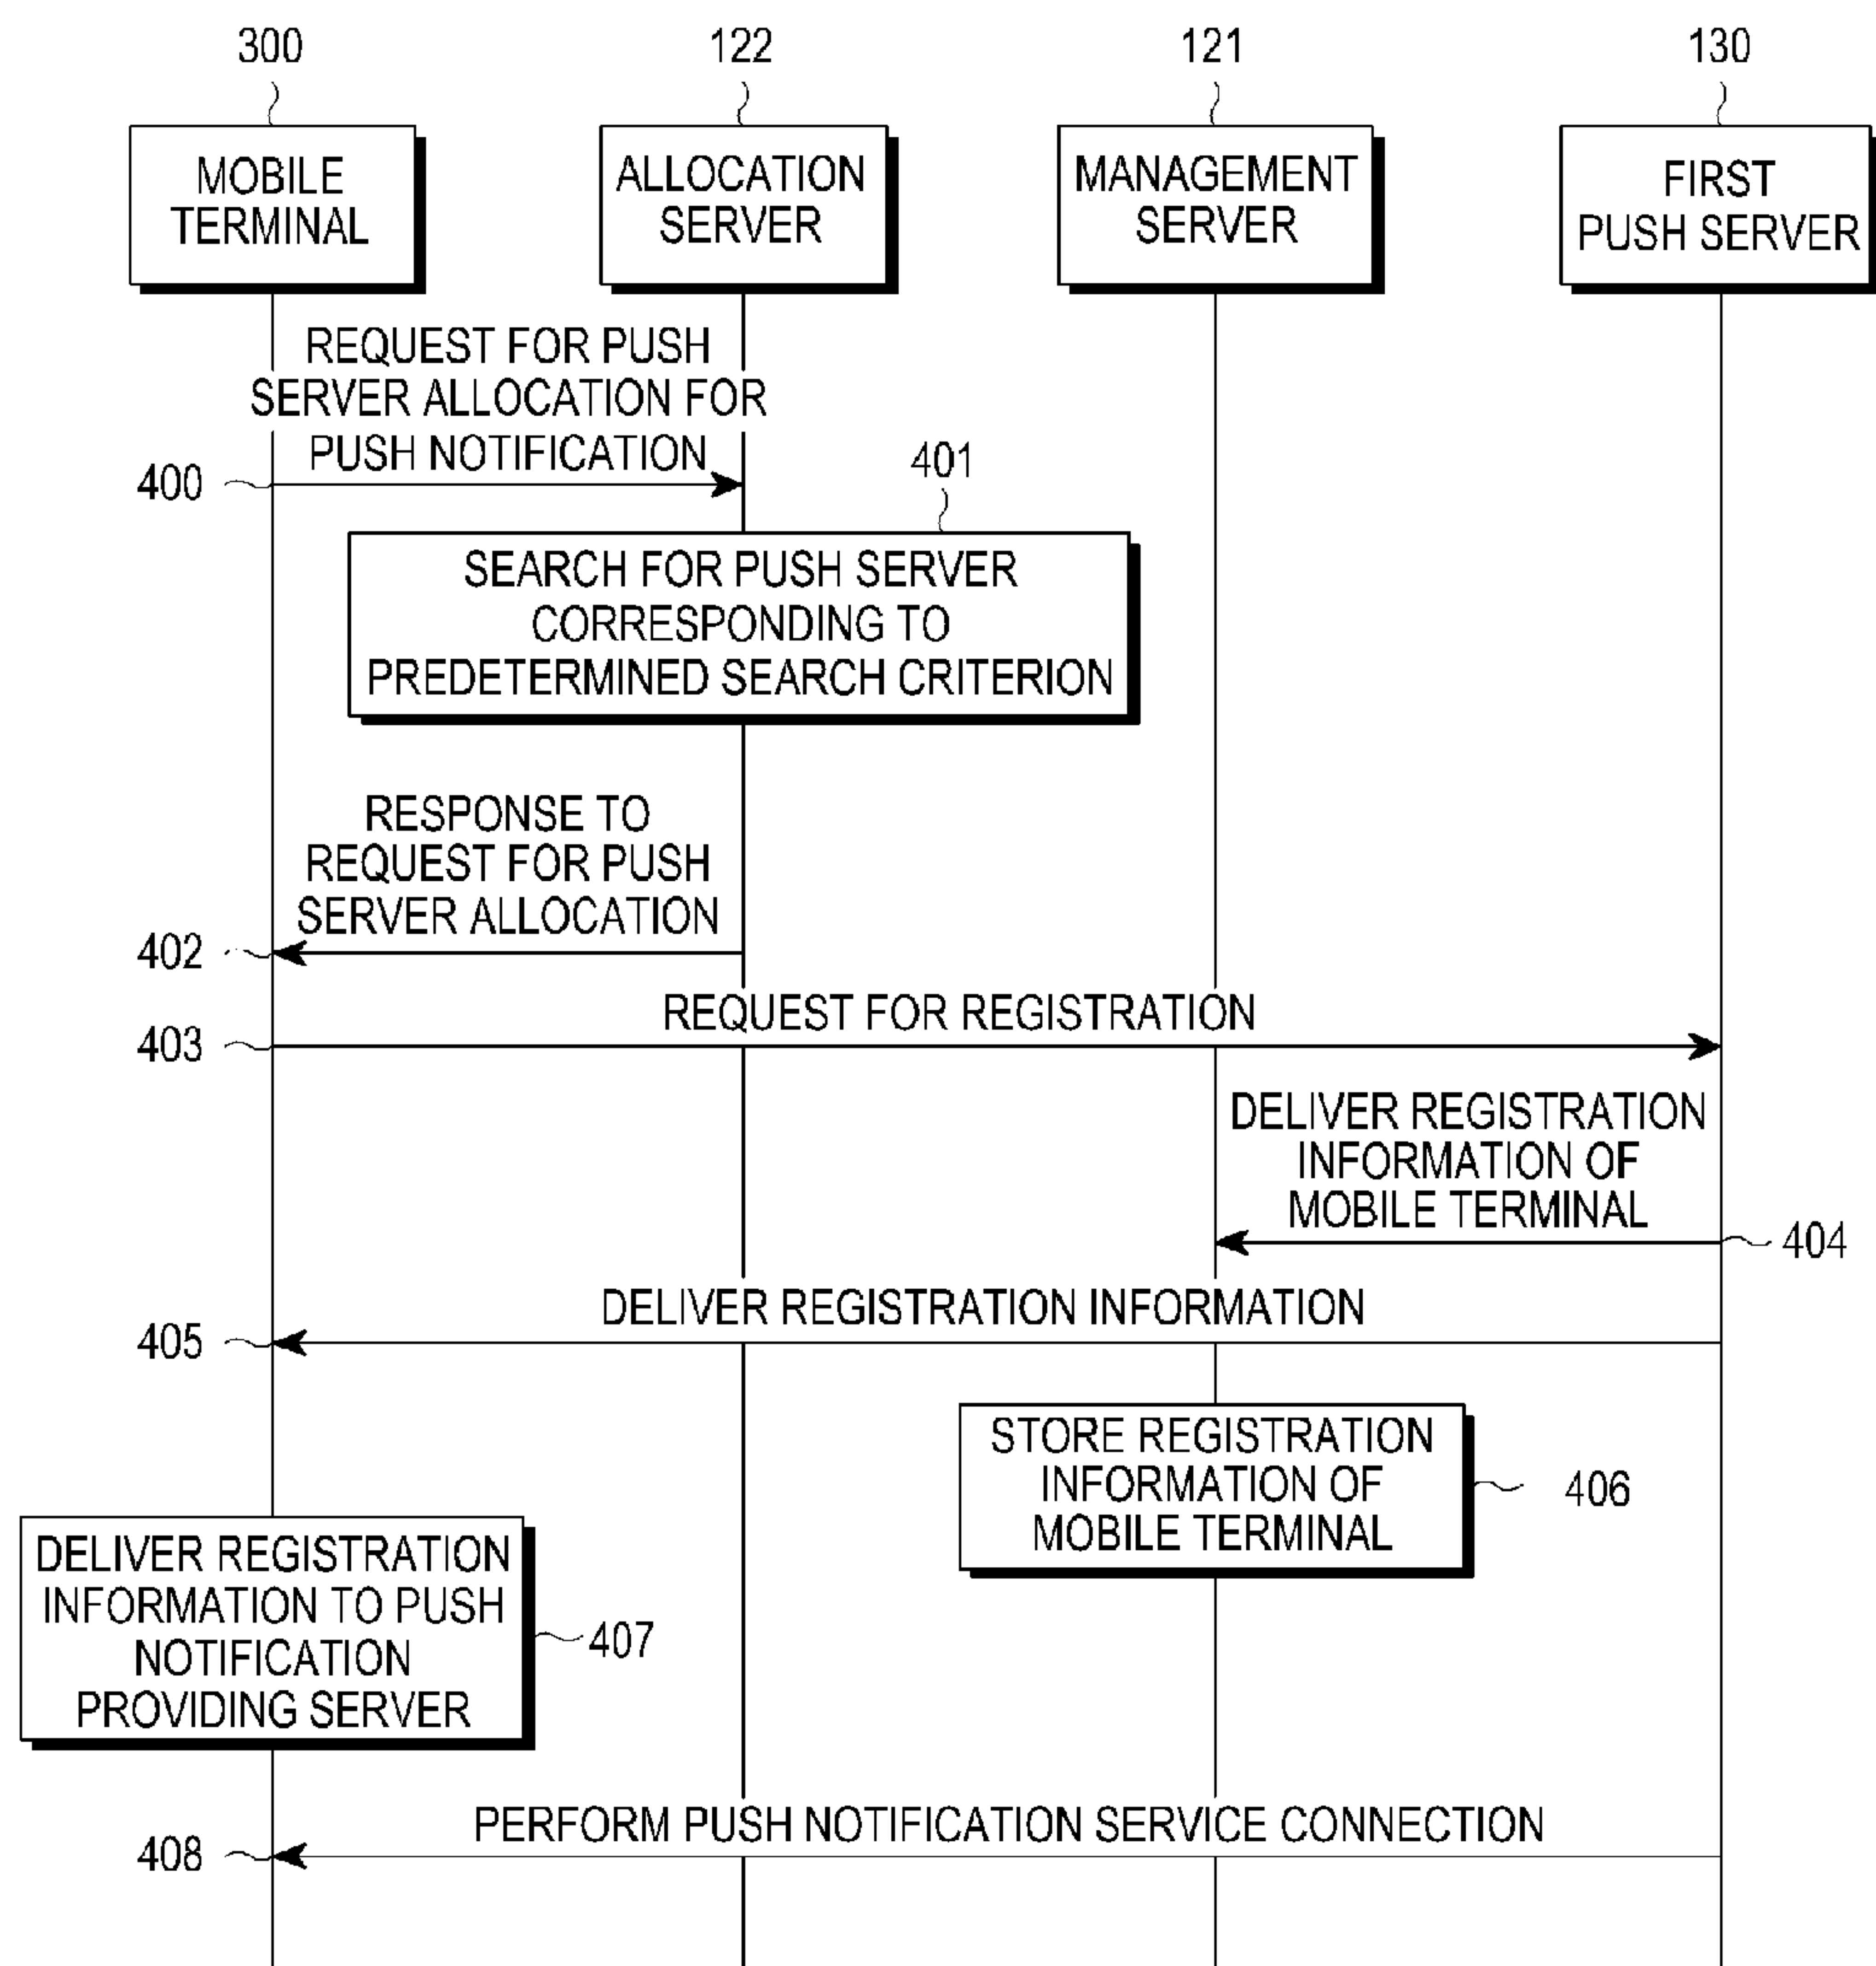 300
122
121
130
MOBILE
TERMINAL
ALLOCATION
SERVER
MANAGEMENT
SERVER
FIRST
PUSH SERVER
REQUEST FOR PUSH
SERVER ALLOCATION FOR
PUSH NOTIFICATION
400
401
SEARCH FOR PUSH SERVER
CORRESPONDING TO
PREDETERMINED SEARCH CRITERION
RESPONSE TO
REQUEST FOR PUSH
SERVER ALLOCATION
402
REQUEST FOR REGISTRATION
403
DELIVER REGISTRATION
INFORMATION OF
MOBILE TERMINAL
404
DELIVER REGISTRATION INFORMATION
405
STORE REGISTRATION
INFORMATION OF
MOBILE TERMINAL
406
DELIVER REGISTRATION
INFORMATION TO PUSH
NOTIFICATION
PROVIDING SERVER
407
PERFORM PUSH NOTIFICATION SERVICE CONNECTION
408